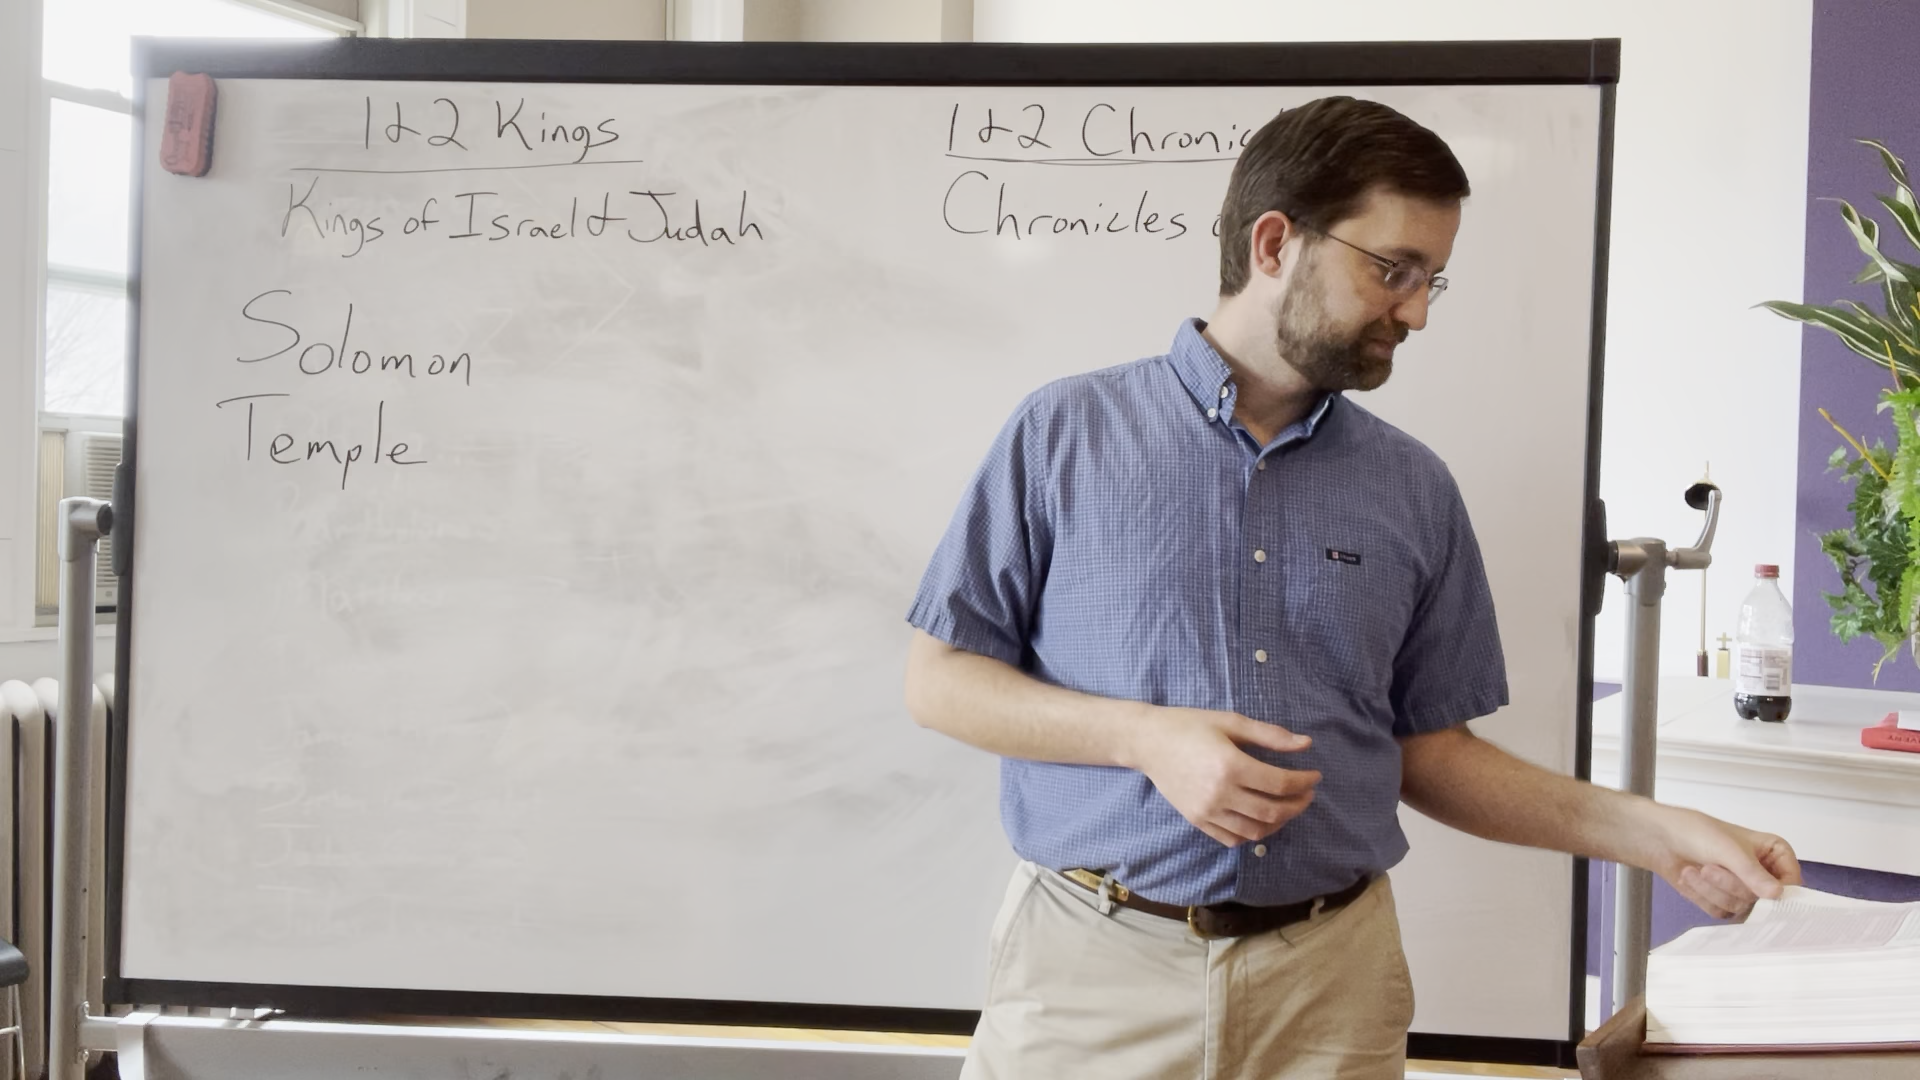 1 & 2 Kings
Kings of Israel & Judah
Solomon
Temple
1 & 2 Chronic
Chronicles